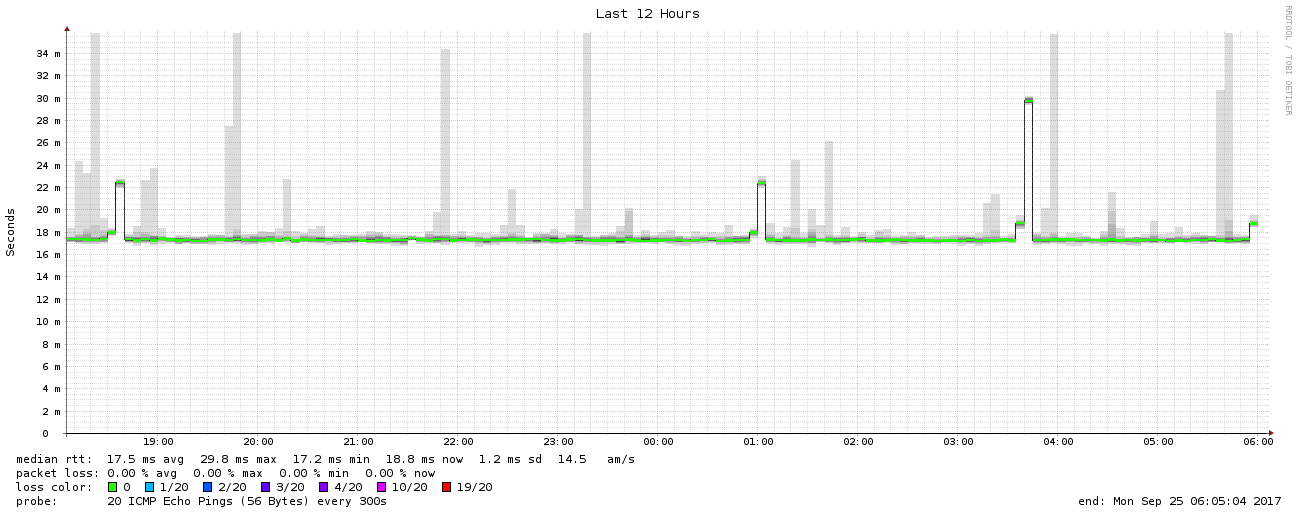 Last 12 Hours
RRDTOOL / TOBI OETIKER
Seconds
34 m
32 m
30 m
28 m
26 m
24 m
22 m
20 m
18 m
16 m
14 m
12 m
10 m
8 m
6 m
4 m
2 m
0
19:00 20:00 21:00 22:00 23:00 00:00 01:00 02:00 03:00 04:00 05:00 06:00
median rtt: 17.5 ms avg 29.8 ms max 17.2 ms min 18.8 ms now 1.2 ms sd 14.5 am/s
packet loss: 0.00 % avg 0.00 % max 0.00 % min 0.00 % now
loss color: 0 1/20 2/20 3/20 4/20 10/20 19/20
probe: 20 ICMP Echo Pings (56 Bytes) every 300s end: Mon Sep 25 06:05:04 2017